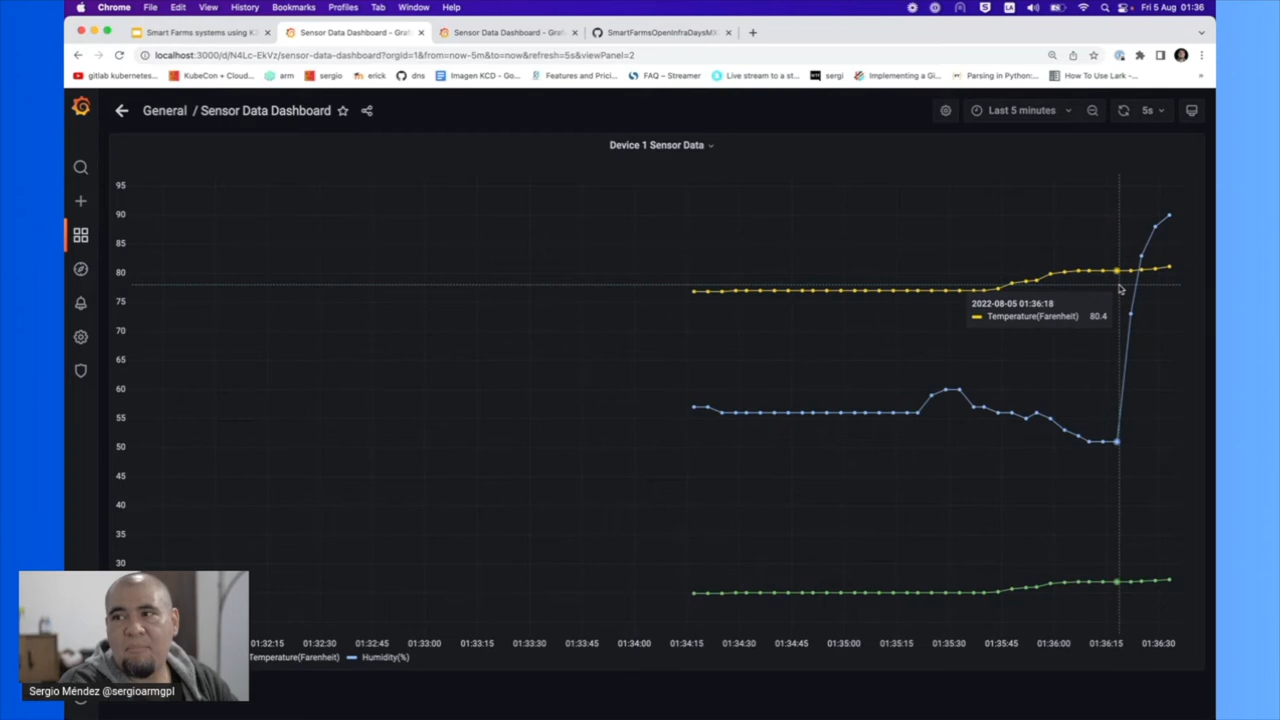 Chrome File Edit View History Bookmarks Profiles Tab Window Help
LA
Fri 5 Aug 01:36
Smart Farms systems using K3
Sensor Data Dashboard - Graf
Sensor Data Dashboard - Graf
SmartFarmsOpenInfraDaysMX
localhost:3000/d/N4Lc-EkVz/sensor-data-dashboard?orgId=1&from=now-5m&to=now&refresh=5s&viewPanel=2
gitlab kubernetes...
KubeCon + Cloud...
arm
sergio
erick
dns
Imagen KCD - Go...
Features and Prici...
FAQ – Streamer
Live stream to a st...
sergi
Implementing a Gi...
Parsing in Python:...
How To Use Lark -...
General / Sensor Data Dashboard
Last 5 minutes
5s
Device 1 Sensor Data
95
90
85
80
75
70
65
60
55
50
45
40
35
30
2022-08-05 01:36:18
Temperature(Farenheit) 80.4
01:32:15 01:32:30 01:32:45 01:33:00 01:33:15 01:33:30 01:33:45 01:34:00 01:34:15 01:34:30 01:34:45 01:35:00 01:35:15 01:35:30 01:35:45 01:36:00 01:36:15 01:36:30
Temperature(Farenheit) Humidity(%)
Sergio Méndez @sergioarmgpl